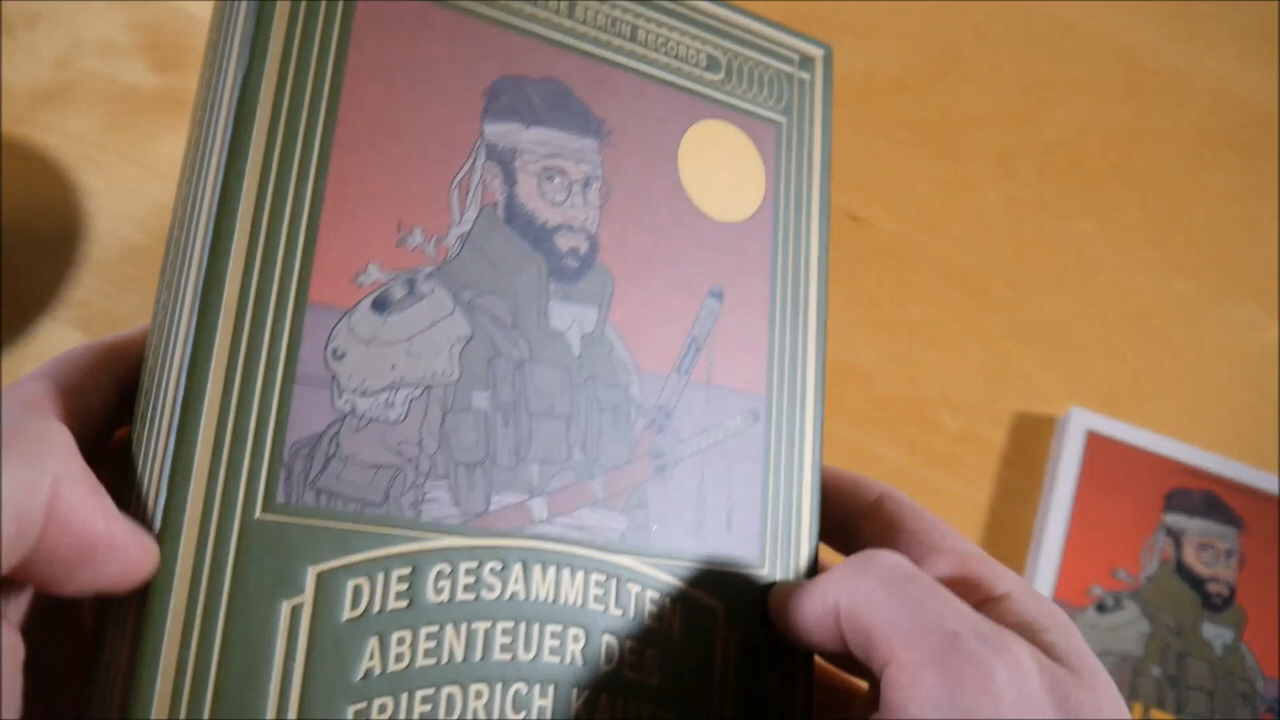 BERLIN RECORDS
DIE GESAMMELTEN
ABENTEUER DES
FRIEDRICH